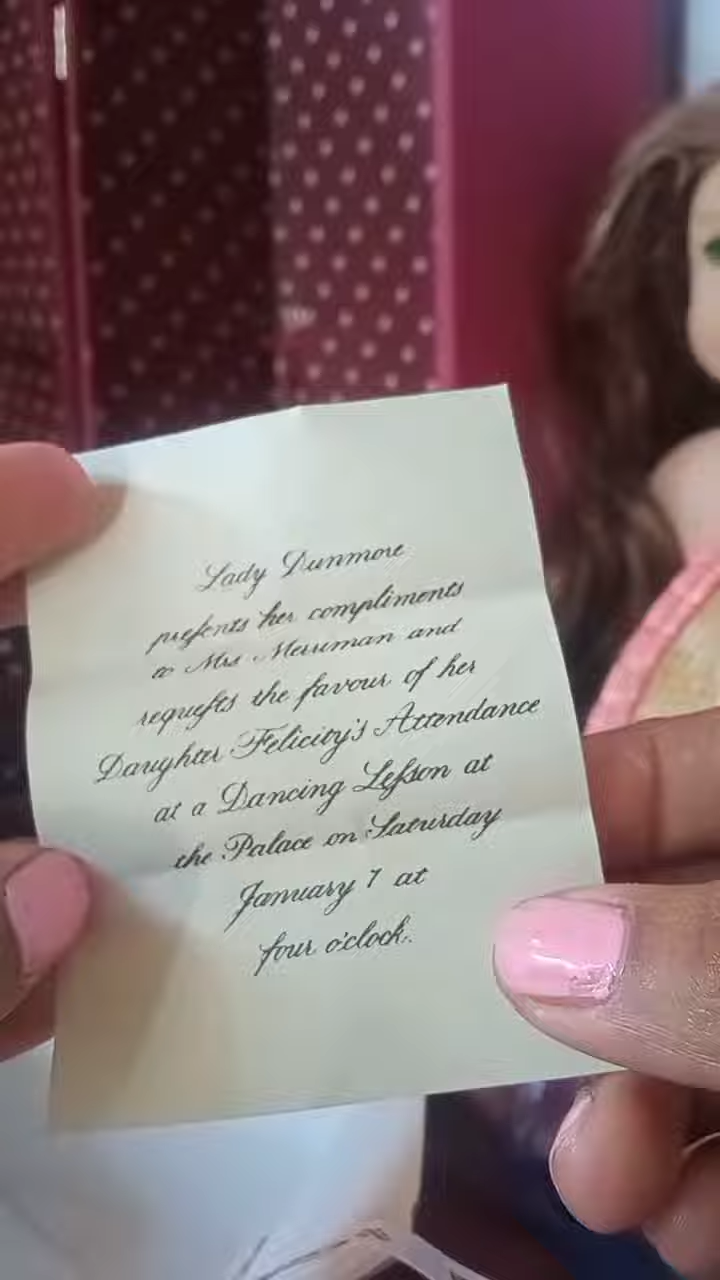 Lady Dunmore
preſents her compliments
to Mrs Merriman and
requeſts the favour of her
Daughter Felicity's Attendance
at a Dancing Leſson at
the Palace on Saturday
January 7 at
four o'clock.